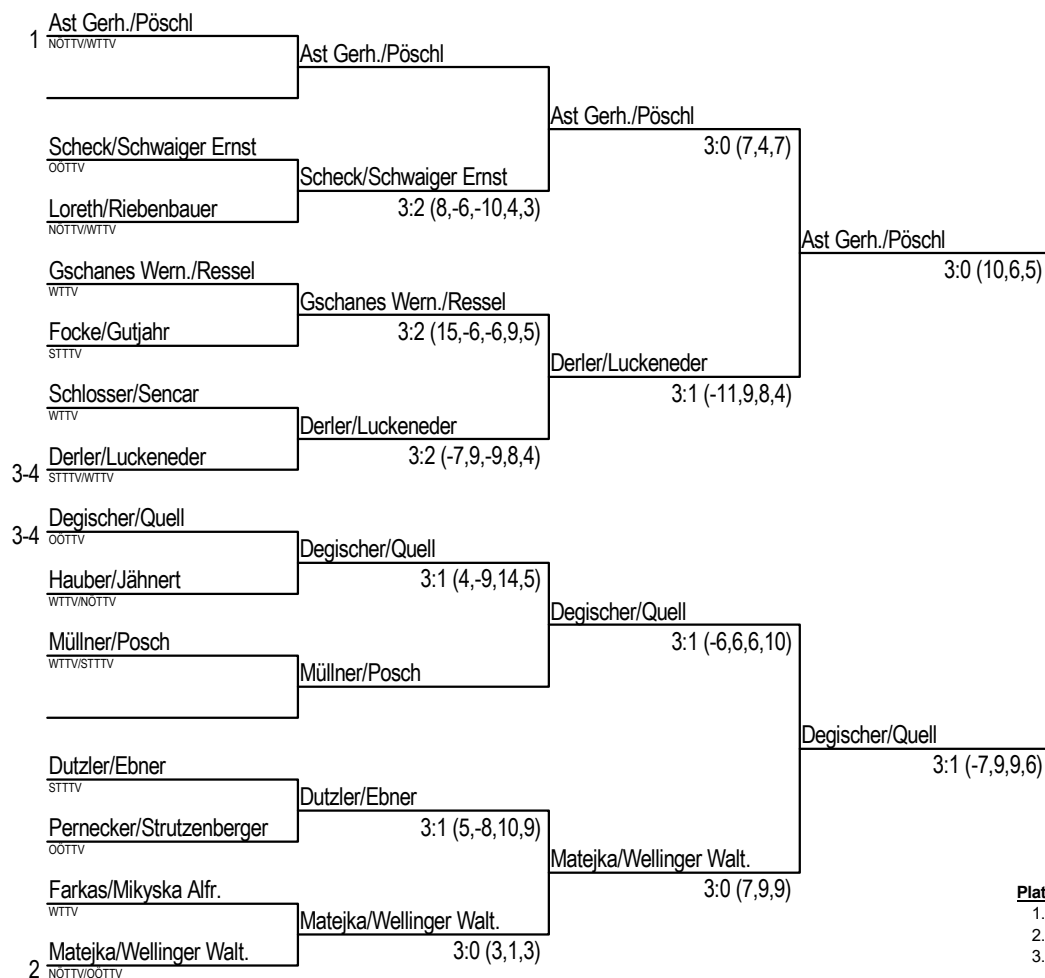 Ast Gerh./Pöschl
1
NÖTTV/WTTV
Ast Gerh./Pöschl
Ast Gerh./Pöschl
3:0 (7,4,7)
Scheck/Schwaiger Ernst
OÖTTV
Scheck/Schwaiger Ernst
3:2 (8,-6,-10,4,3)
Loreth/Riebenbauer
NÖTTV/WTTV
Ast Gerh./Pöschl
3:0 (10,6,5)
Gschanes Wern./Ressel
WTTV
Gschanes Wern./Ressel
3:2 (15,-6,-6,9,5)
Focke/Gutjahr
STTTV
Derler/Luckeneder
3:1 (-11,9,8,4)
Schlosser/Sencar
WTTV
Derler/Luckeneder
3:2 (-7,9,-9,8,4)
Derler/Luckeneder
3-4
STTTV/WTTV
Degischer/Quell
3-4
OÖTTV
Degischer/Quell
3:1 (4,-9,14,5)
Hauber/Jähnert
WTTV/NÖTTV
Degischer/Quell
3:1 (-6,6,6,10)
Müllner/Posch
WTTV/STTTV
Müllner/Posch
Degischer/Quell
3:1 (-7,9,9,6)
Dutzler/Ebner
STTTV
Dutzler/Ebner
3:1 (5,-8,10,9)
Pernecker/Strutzenberger
OÖTTV
Matejka/Wellinger Walt.
3:0 (7,9,9)
Farkas/Mikyska Alfr.
WTTV
Matejka/Wellinger Walt.
3:0 (3,1,3)
Matejka/Wellinger Walt.
2
NÖTTV/OÖTTV
Plat
1.
2.
3.